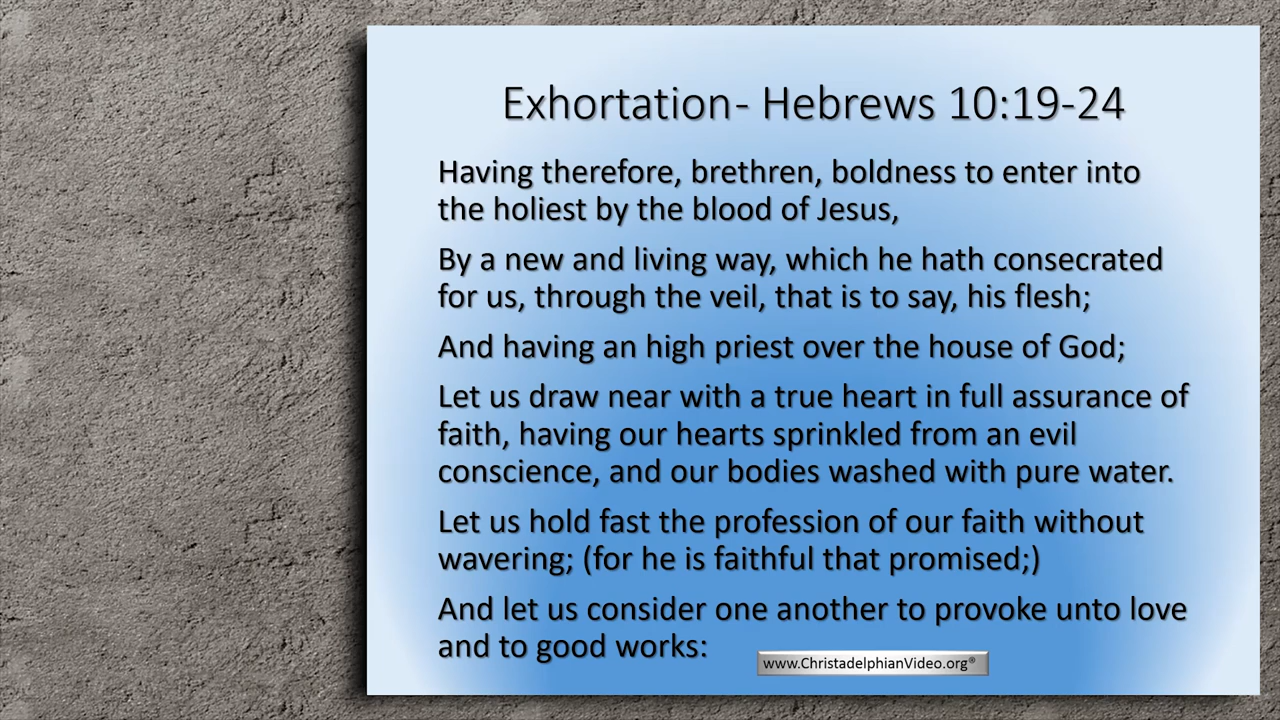 Exhortation- Hebrews 10:19-24
Having therefore, brethren, boldness to enter into
the holiest by the blood of Jesus,
By a new and living way, which he hath consecrated
for us, through the veil, that is to say, his flesh;
And having an high priest over the house of God;
Let us draw near with a true heart in full assurance of
faith, having our hearts sprinkled from an evil
conscience, and our bodies washed with pure water.
Let us hold fast the profession of our faith without
wavering; (for he is faithful that promised;)
And let us consider one another to provoke unto love
and to good works:
www.ChristadelphianVideo.org®